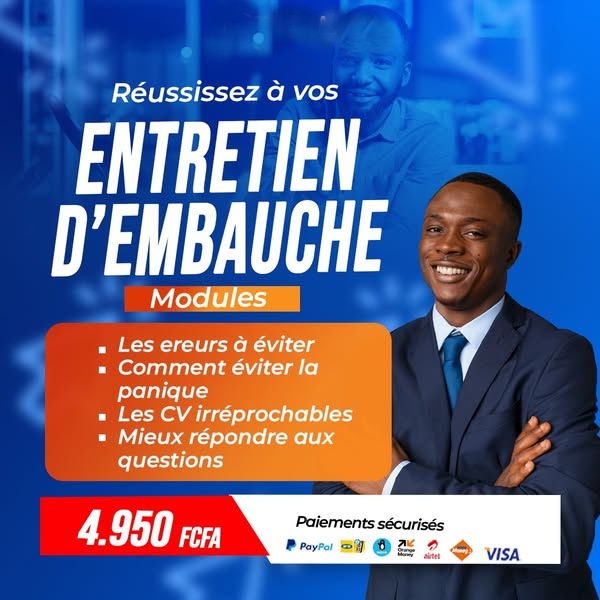 Réussissez à vos
ENTRETIEN
D'EMBAUCHE
Modules
Les ereurs à éviter
Comment éviter la
panique
Les CV irréprochables
Mieux répondre aux
questions
4.950 FCFA
Paiements sécurisés
PayPal
Orange
Money
airtel
Money
VISA